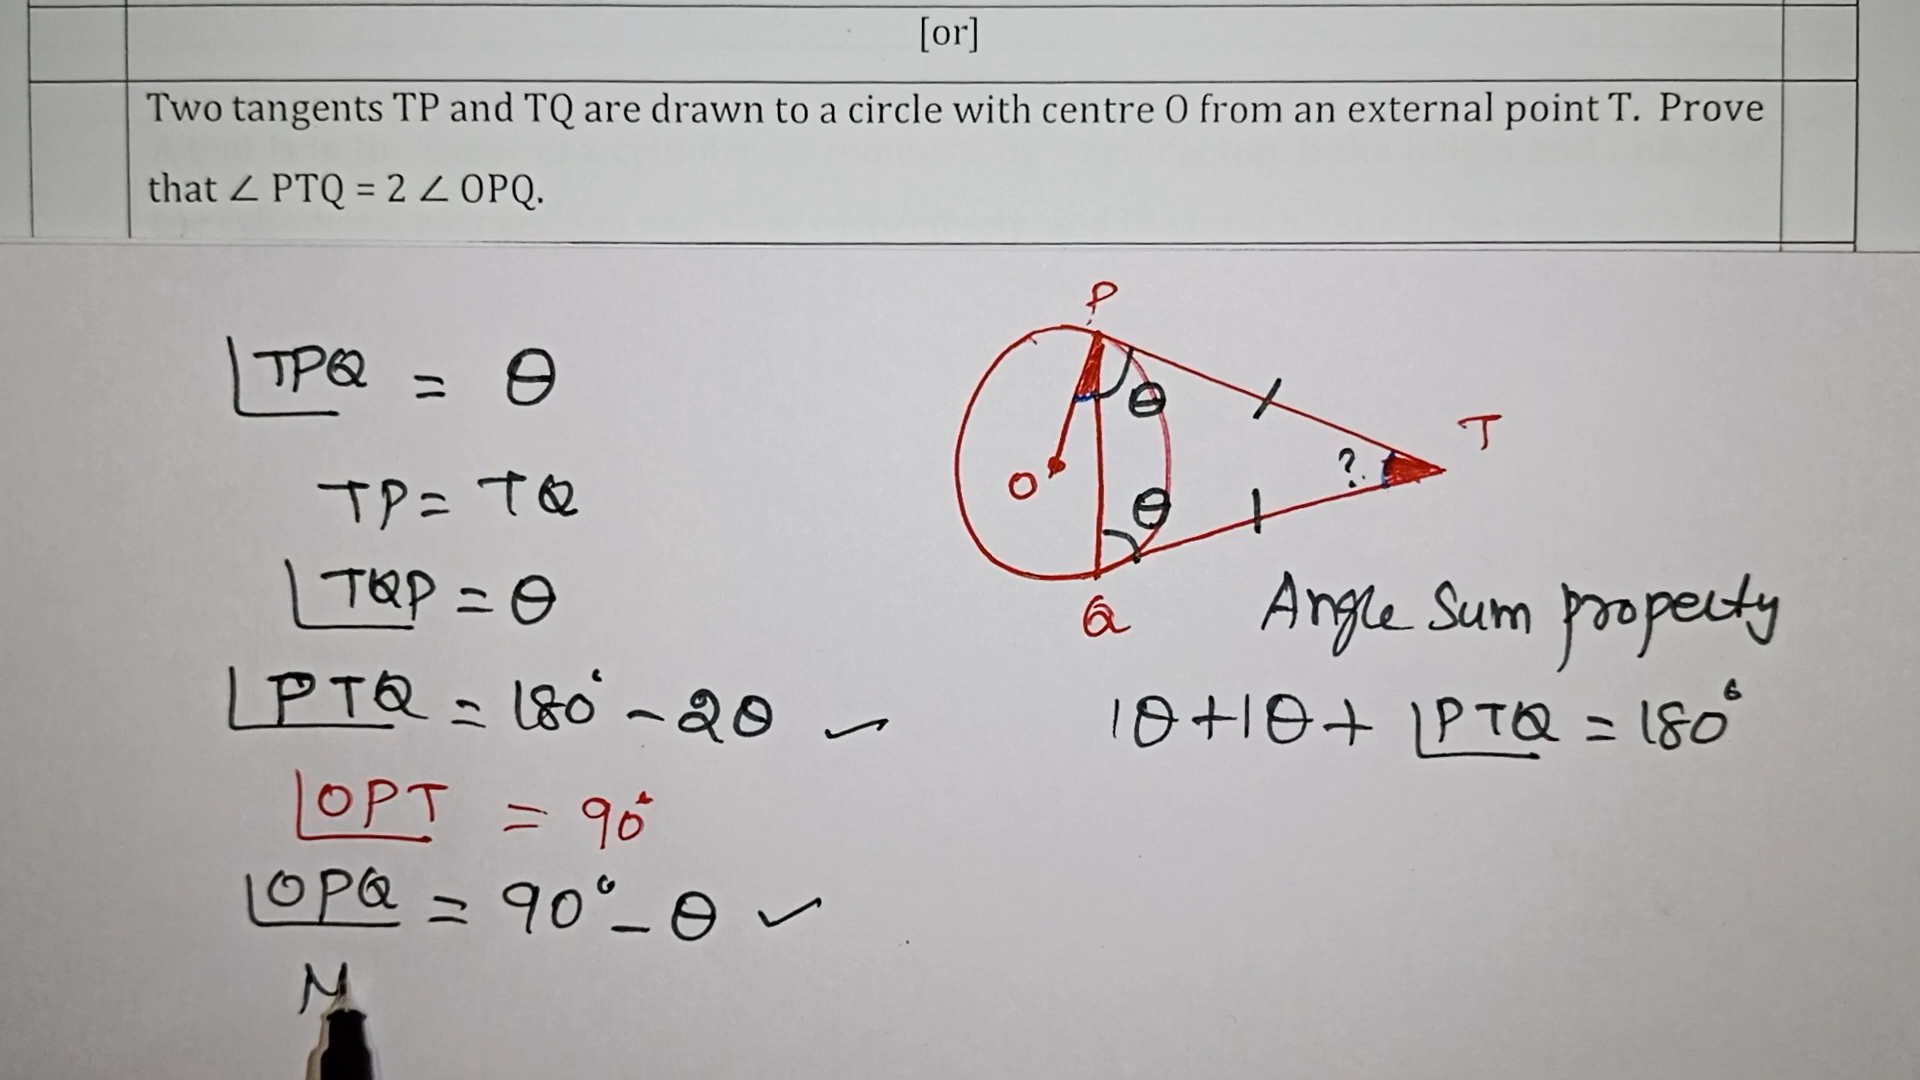 [or]
Two tangents TP and TQ are drawn to a circle with centre O from an external point T. Prove
that ∠ PTQ = 2 ∠ OPQ.
∠TPQ = θ
TP = TQ
∠TQP = θ
∠PTQ = 180° - 2θ ✓
∠OPT = 90°
∠OPQ = 90° - θ ✓
N
P
θ
T
?
O
θ
Q
Angle Sum property
1θ + 1θ + ∠PTQ = 180°